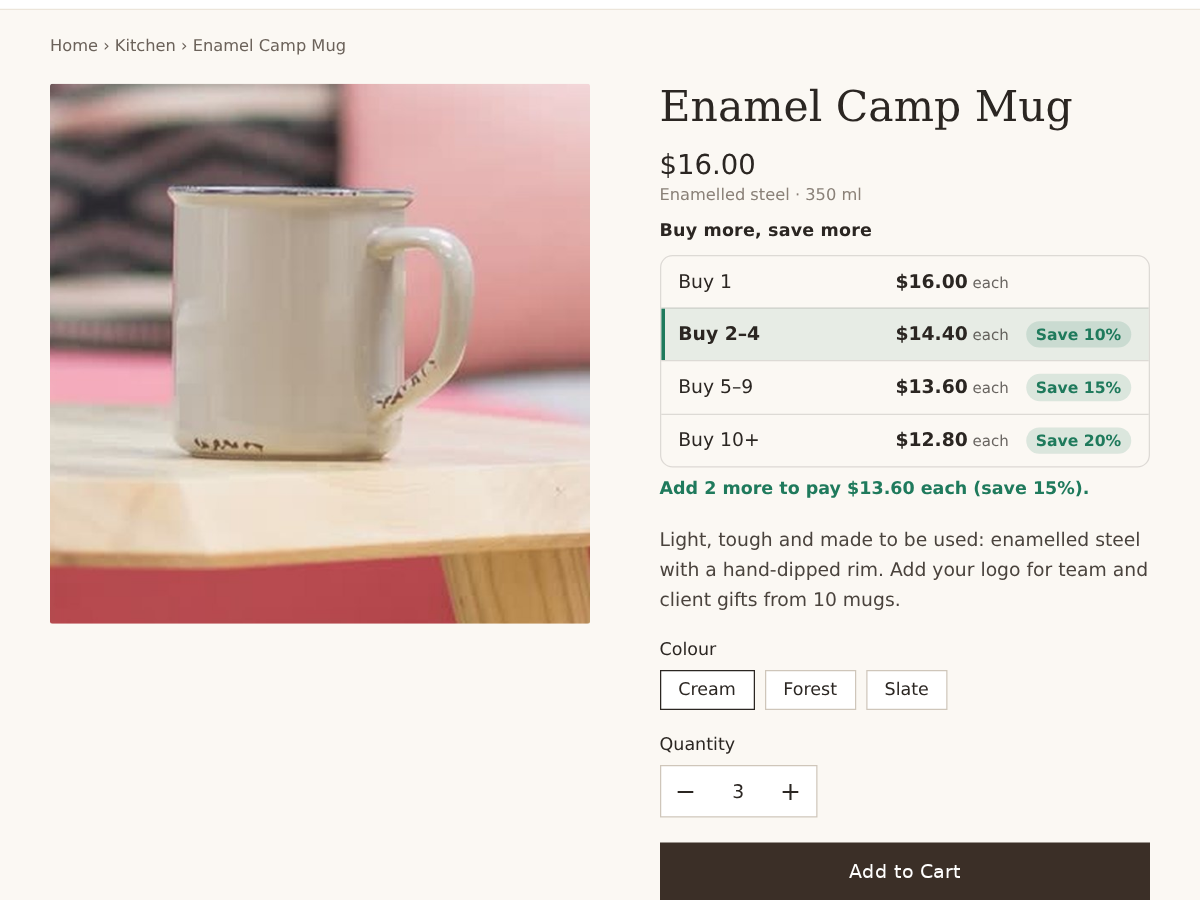 Home › Kitchen › Enamel Camp Mug
Enamel Camp Mug
$16.00
Enamelled steel · 350 ml
Buy more, save more
Buy 1 $16.00 each
Buy 2–4 $14.40 each Save 10%
Buy 5–9 $13.60 each Save 15%
Buy 10+ $12.80 each Save 20%
Add 2 more to pay $13.60 each (save 15%).
Light, tough and made to be used: enamelled steel
with a hand-dipped rim. Add your logo for team and
client gifts from 10 mugs.
Colour
Cream Forest Slate
Quantity
− 3 +
Add to Cart